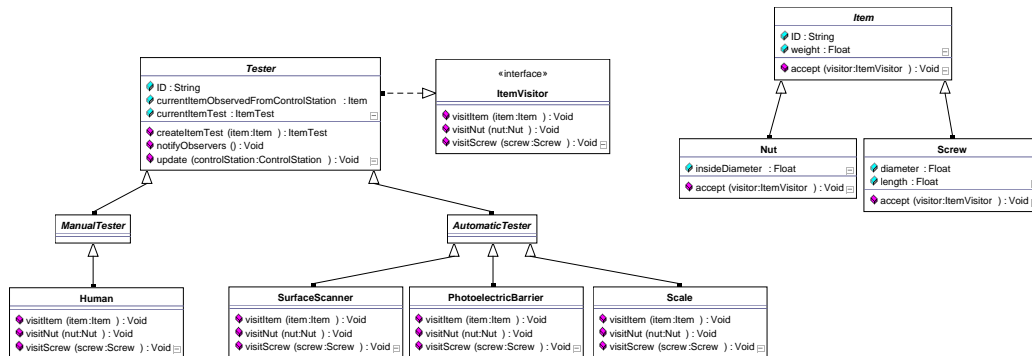 Tester
ID : String
currentItemObservedFromControlStation : Item
currentItemTest : ItemTest
createItemTest (item:Item ) : ItemTest
notifyObservers () : Void
update (controlStation:ControlStation ) : Void
«interface»
ItemVisitor
visitItem (item:Item ) : Void
visitNut (nut:Nut ) : Void
visitScrew (screw:Screw ) : Void
Item
ID : String
weight : Float
accept (visitor:ItemVisitor ) : Void
Nut
insideDiameter : Float
accept (visitor:ItemVisitor ) : Void
Screw
diameter : Float
length : Float
accept (visitor:ItemVisitor ) : Void
ManualTester
AutomaticTester
Human
visitItem (item:Item ) : Void
visitNut (nut:Nut ) : Void
visitScrew (screw:Screw ) : Void
SurfaceScanner
visitItem (item:Item ) : Void
visitNut (nut:Nut ) : Void
visitScrew (screw:Screw ) : Void
PhotoelectricBarrier
visitItem (item:Item ) : Void
visitNut (nut:Nut ) : Void
visitScrew (screw:Screw ) : Void
Scale
visitItem (item:Item ) : Void
visitNut (nut:Nut ) : Void
visitScrew (screw:Screw ) : Void